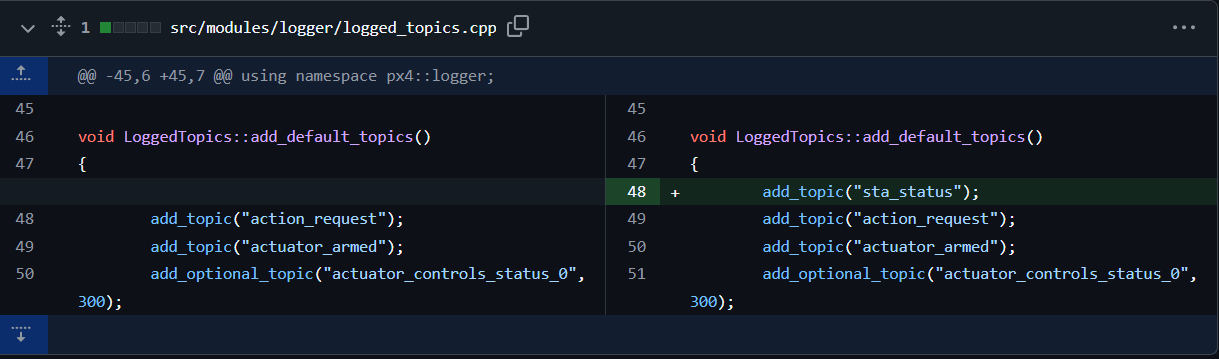 1 src/modules/logger/logged_topics.cpp
@@ -45,6 +45,7 @@ using namespace px4::logger;
45 45
46 void LoggedTopics::add_default_topics() 46 void LoggedTopics::add_default_topics()
47 { 47 {
48 + add_topic("sta_status");
48 add_topic("action_request"); 49 add_topic("action_request");
49 add_topic("actuator_armed"); 50 add_topic("actuator_armed");
50 add_optional_topic("actuator_controls_status_0", 51 add_optional_topic("actuator_controls_status_0",
300); 300);